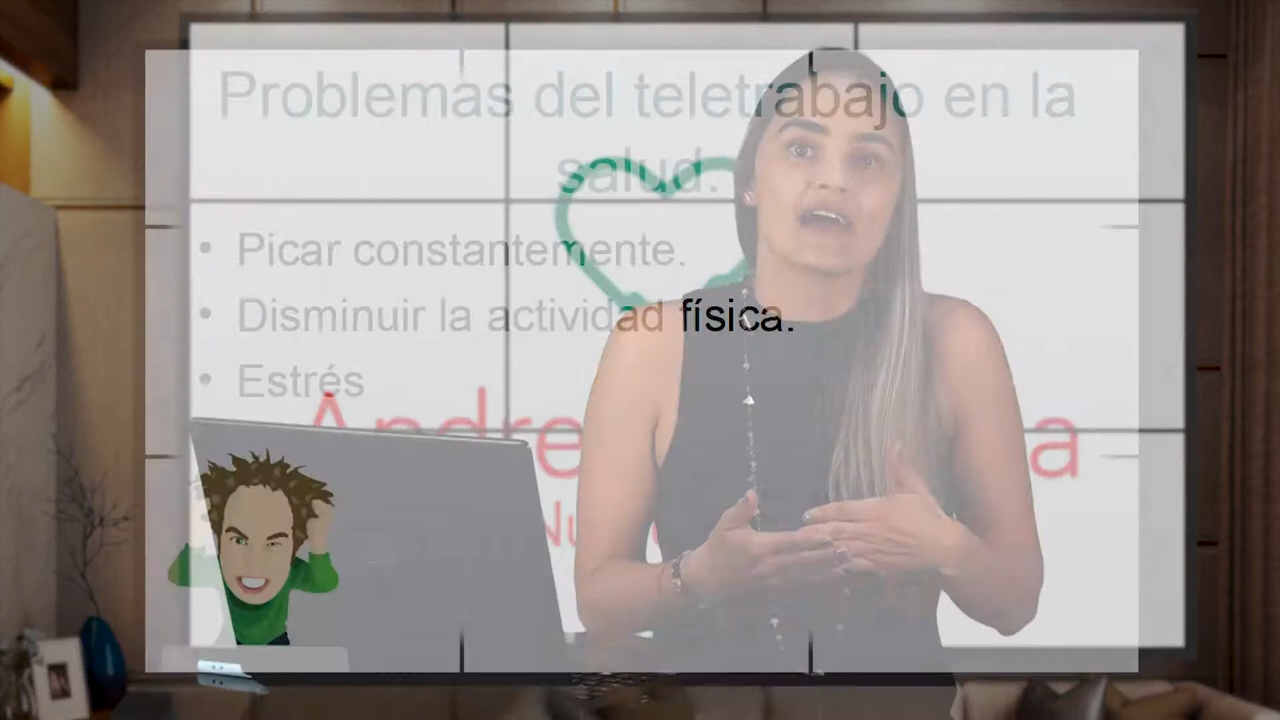 Problemas del teletrabajo en la
salud.
• Picar constantemente.
• Disminuir la actividad física.
• Estrés